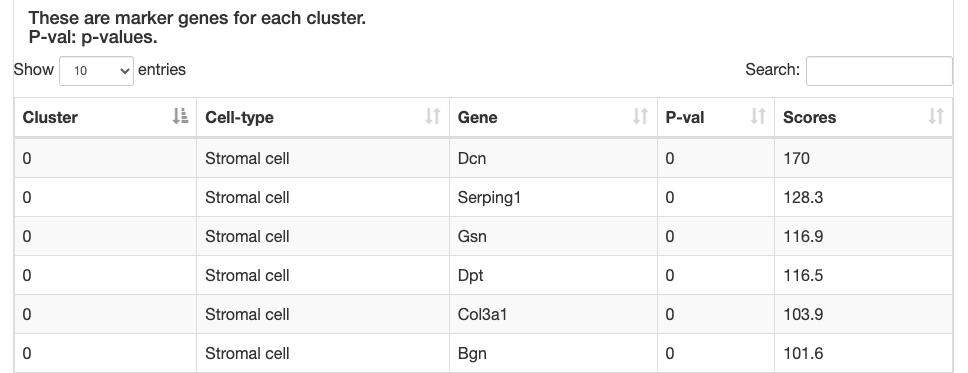 These are marker genes for each cluster.
P-val: p-values.
Show 10 entries Search:
Cluster Cell-type Gene P-val Scores
0 Stromal cell Dcn 0 170
0 Stromal cell Serping1 0 128.3
0 Stromal cell Gsn 0 116.9
0 Stromal cell Dpt 0 116.5
0 Stromal cell Col3a1 0 103.9
0 Stromal cell Bgn 0 101.6